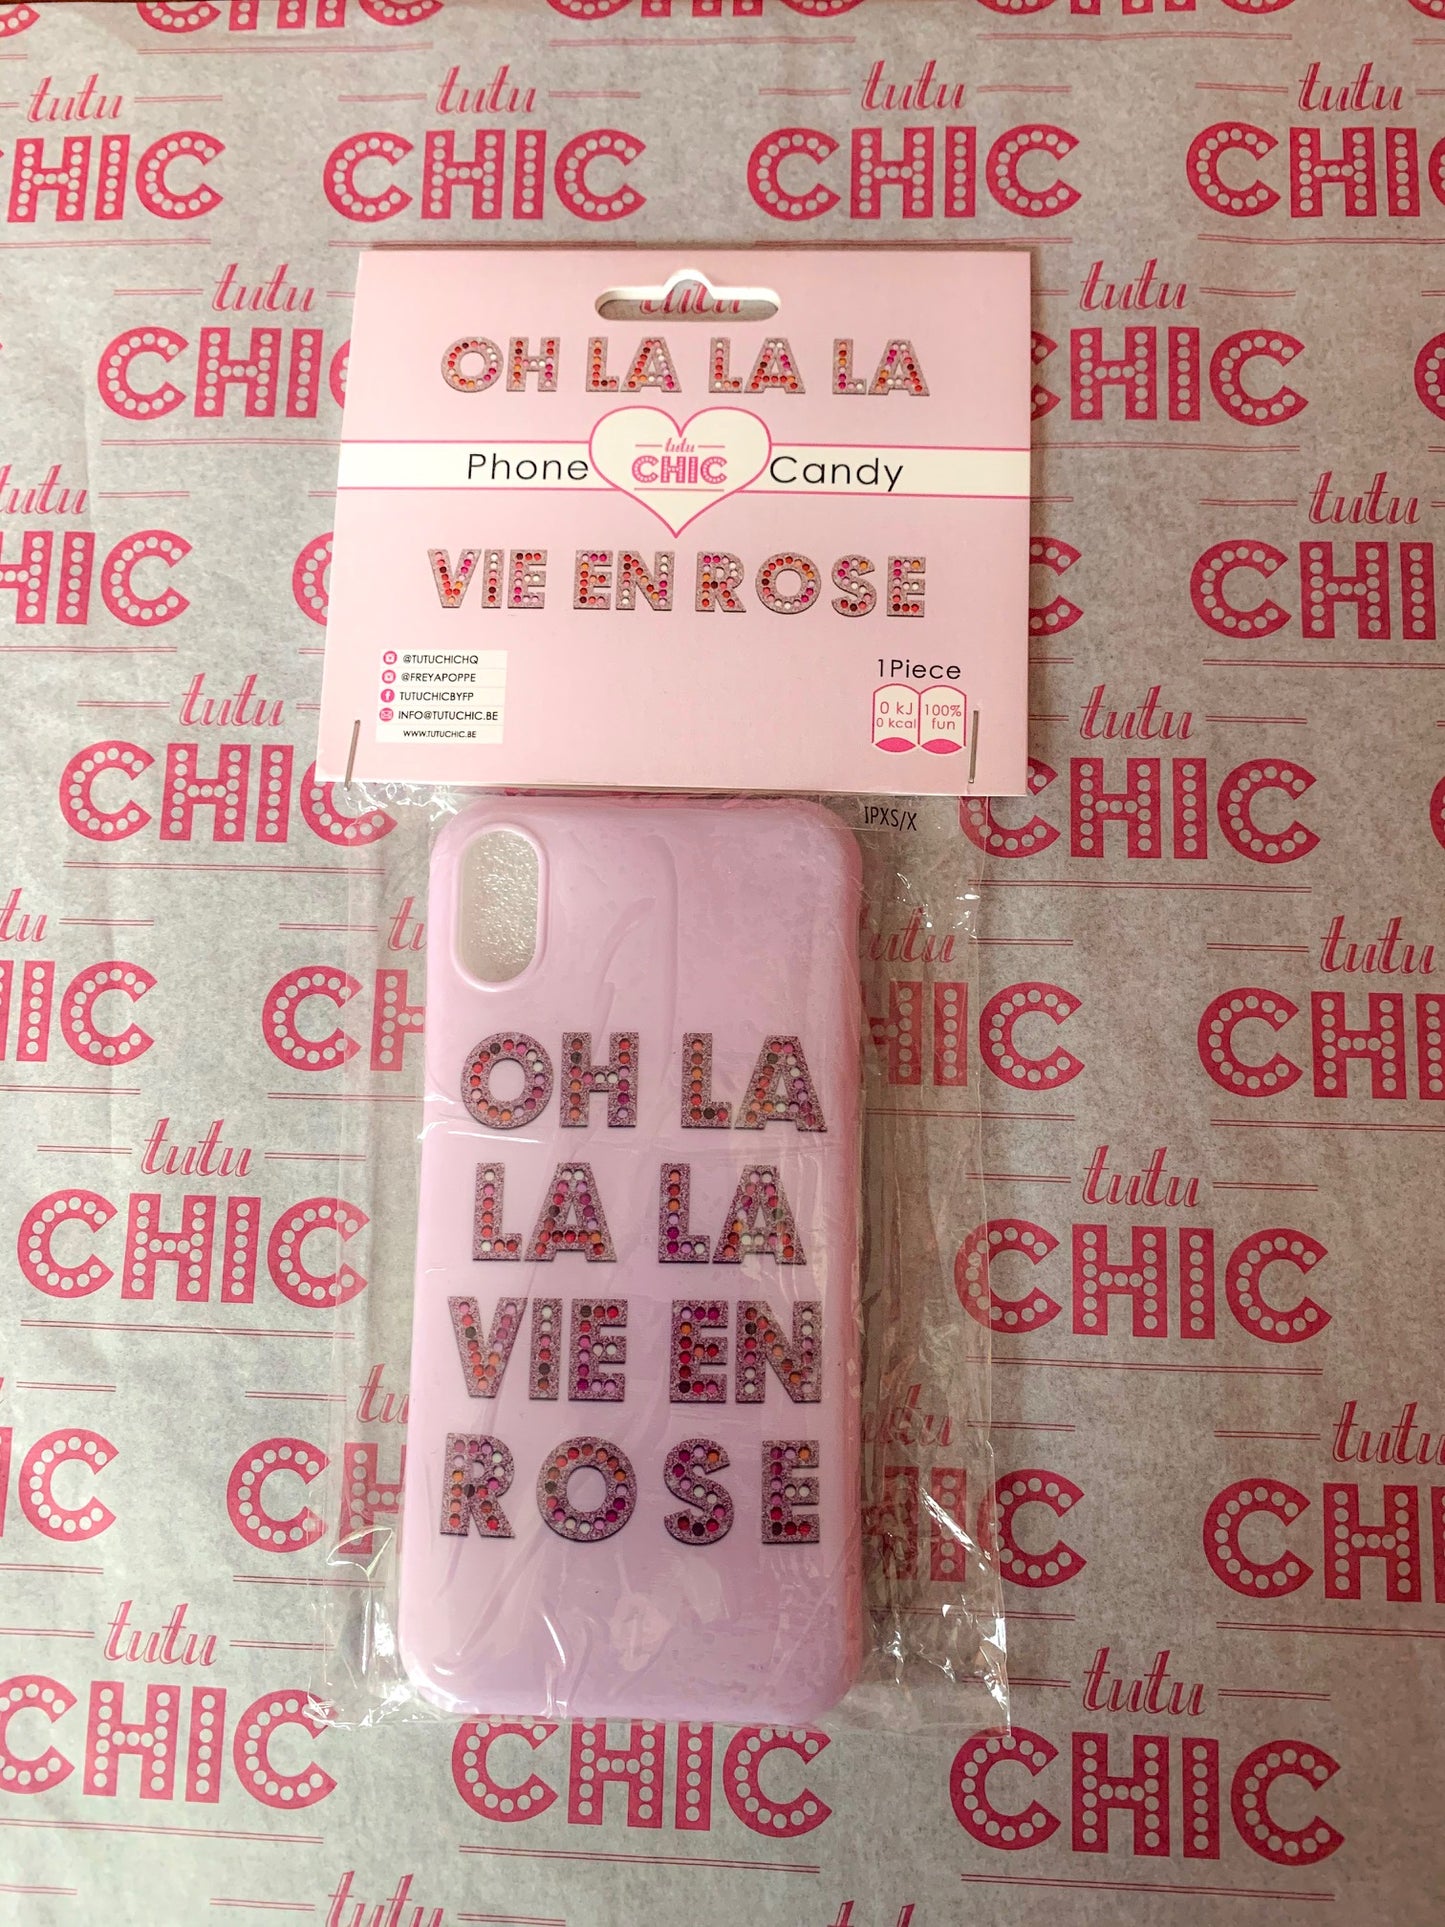 OH LA LA LA
Phone tutu CHIC Candy
VIE EN ROSE
@TUTUCHICHQ
@FREYAPOPPE
TUTUCHICBYFP
INFO@TUTUCHIC.BE
WWW.TUTUCHIC.BE
1Piece
0 kJ
0 kcal
100%
fun
IPXS/X
OH LA
LA LA
VIE EN
ROSE
tutu
CHIC